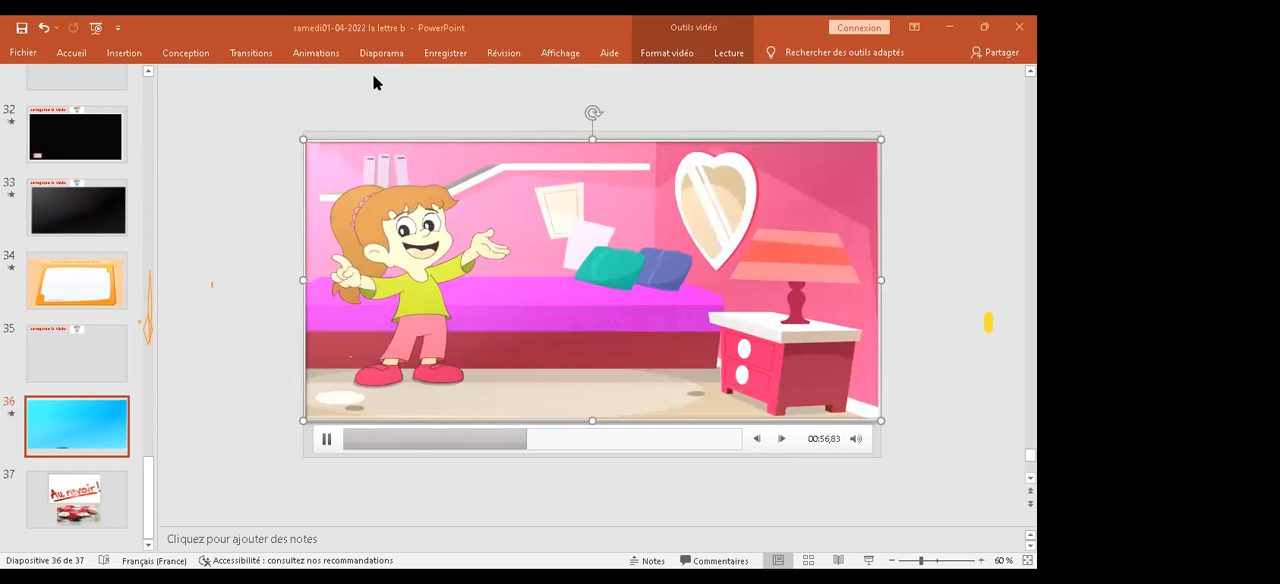 samedi01-04-2022 la lettre b - PowerPoint
Outils vidéo
Connexion
Fichier Accueil Insertion Conception Transitions Animations Diaporama Enregistrer Révision Affichage Aide Format vidéo Lecture Rechercher des outils adaptés Partager
32
33
34
35
36
37
Au revoir!
00:56,83
Cliquez pour ajouter des notes
Diapositive 36 de 37 Français (France) Accessibilité : consultez nos recommandations Notes Commentaires 60 %